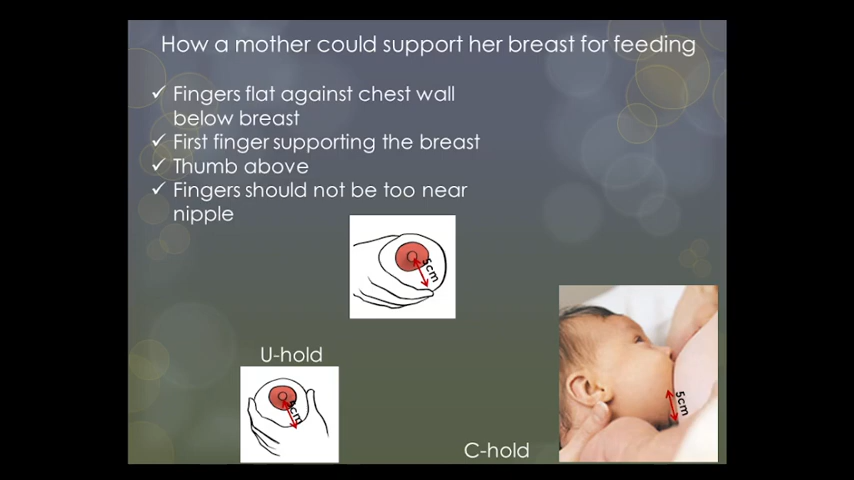 How a mother could support her breast for feeding
✓ Fingers flat against chest wall
below breast
✓ First finger supporting the breast
✓ Thumb above
✓ Fingers should not be too near
nipple
5cm
U-hold
5cm
5cm
C-hold